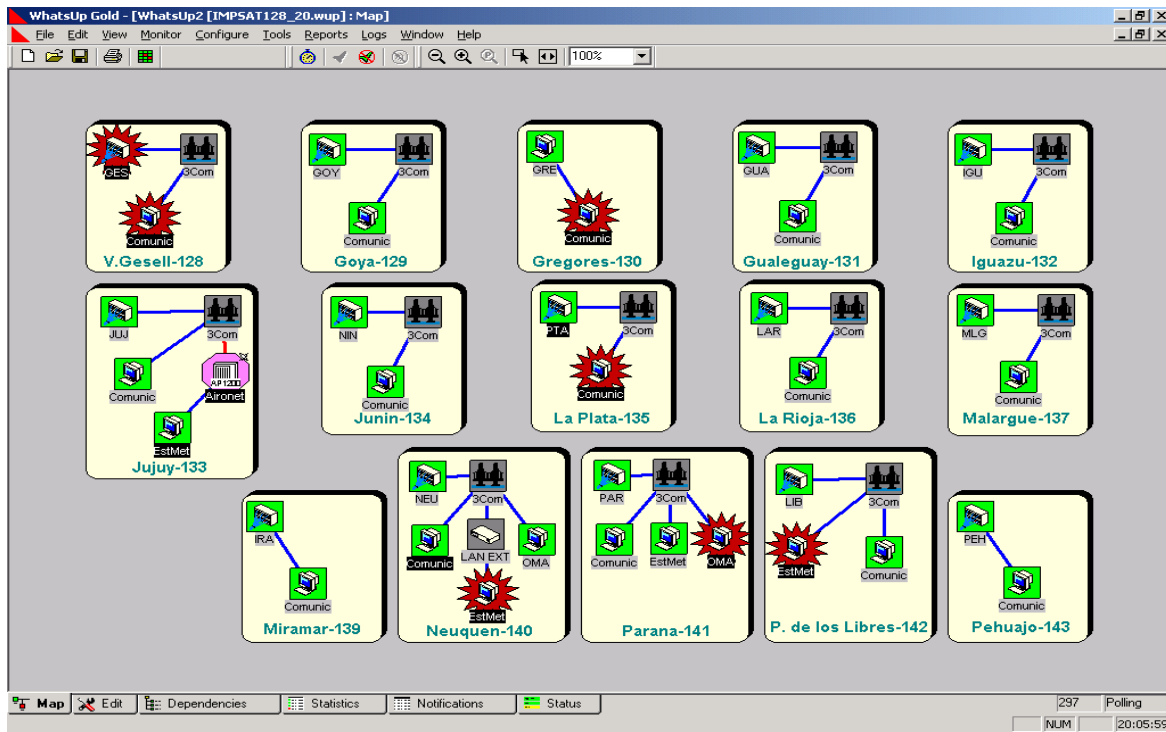 WhatsUp Gold - [WhatsUp2 [IMPSAT128_20.wup] : Map]
File Edit View Monitor Configure Tools Reports Logs Window Help
100%
GES 3Com
Comunic
V.Gesell-128
GOY 3Com
Comunic
Goya-129
GRE
Comunic
Gregores-130
GUA 3Com
Comunic
Gualeguay-131
IGU 3Com
Comunic
Iguazu-132
JUJ 3Com
Comunic
AP1200
Aironet
EstMet
Jujuy-133
NIN 3Com
Comunic
Junin-134
PTA 3Com
Comunic
La Plata-135
LAR 3Com
Comunic
La Rioja-136
MLG 3Com
Comunic
Malargue-137
IRA
Comunic
Miramar-139
NEU 3Com
Comunic LAN EXT OMA
EstMet
Neuquen-140
PAR 3Com
Comunic EstMet OMA
Parana-141
LIB 3Com
EstMet Comunic
P. de los Libres-142
PEH
Comunic
Pehuajo-143
Map Edit Dependencies Statistics Notifications Status 297 Polling
NUM 20:05:59